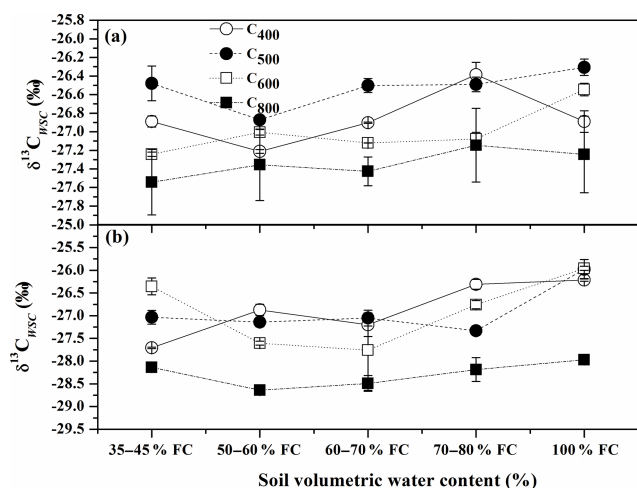 (a)
C400
C500
C600
C800
δ13CWSC (‰)
-25.8
-26.0
-26.2
-26.4
-26.6
-26.8
-27.0
-27.2
-27.4
-27.6
-27.8
-28.0
-25.0
(b)
δ13CWSC (‰)
-25.5
-26.0
-26.5
-27.0
-27.5
-28.0
-28.5
-29.0
-29.5
35–45 % FC 50–60 % FC 60–70 % FC 70–80 % FC 100 % FC
Soil volumetric water content (%)